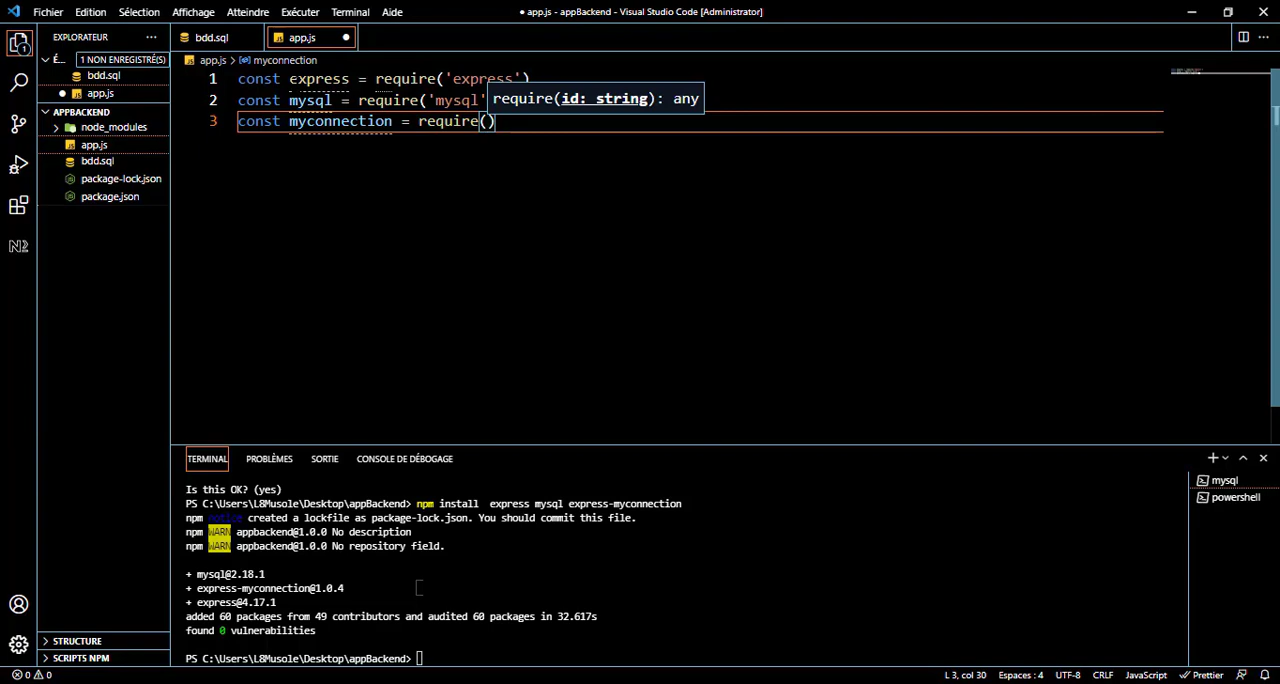 Fichier Edition Sélection Affichage Atteindre Exécuter Terminal Aide
● app.js - appBackend - Visual Studio Code [Administrator]
EXPLORATEUR
bdd.sql
app.js
É... 1 NON ENREGISTRÉ(S)
bdd.sql
app.js
APPBACKEND
node_modules
app.js
bdd.sql
package-lock.json
package.json
STRUCTURE
SCRIPTS NPM
app.js > myconnection
1 const express = require('express')
2 const mysql = require('mysql'
require(id: string): any
3 const myconnection = require()
TERMINAL PROBLÈMES SORTIE CONSOLE DE DÉBOGAGE
Is this OK? (yes)
PS C:\Users\L8Musole\Desktop\appBackend> npm install  express mysql express-myconnection
npm notice created a lockfile as package-lock.json. You should commit this file.
npm WARN appbackend@1.0.0 No description
npm WARN appbackend@1.0.0 No repository field.
+ mysql@2.18.1
+ express-myconnection@1.0.4
+ express@4.17.1
added 60 packages from 49 contributors and audited 60 packages in 32.617s
found 0 vulnerabilities
PS C:\Users\L8Musole\Desktop\appBackend>
mysql
powershell
0 0
L 3, col 30 Espaces : 4 UTF-8 CRLF JavaScript Prettier